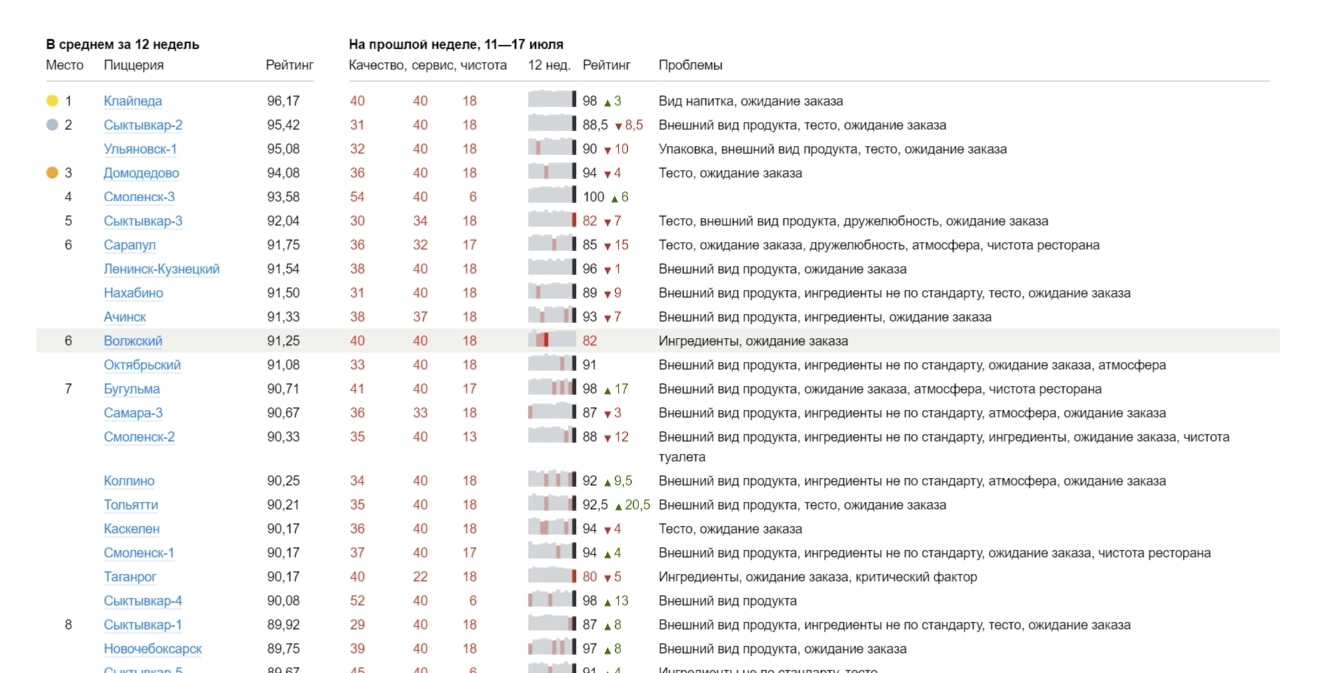 В среднем за 12 недель На прошлой неделе, 11—17 июля
Место Пиццерия Рейтинг Качество, сервис, чистота 12 нед. Рейтинг Проблемы
1 Клайпеда 96,17 40 40 18 98 ▲3 Вид напитка, ожидание заказа
2 Сыктывкар-2 95,42 31 40 18 88,5 ▼8,5 Внешний вид продукта, тесто, ожидание заказа
Ульяновск-1 95,08 32 40 18 90 ▼10 Упаковка, внешний вид продукта, тесто, ожидание заказа
3 Домодедово 94,08 36 40 18 94 ▼4 Тесто, ожидание заказа
4 Смоленск-3 93,58 54 40 6 100 ▲6
5 Сыктывкар-3 92,04 30 34 18 82 ▼7 Тесто, внешний вид продукта, дружелюбность, ожидание заказа
6 Сарапул 91,75 36 32 17 85 ▼15 Тесто, ожидание заказа, дружелюбность, атмосфера, чистота ресторана
Ленинск-Кузнецкий 91,54 38 40 18 96 ▼1 Внешний вид продукта, ожидание заказа
Нахабино 91,50 31 40 18 89 ▼9 Внешний вид продукта, ингредиенты не по стандарту, тесто, ожидание заказа
Ачинск 91,33 38 37 18 93 ▼7 Внешний вид продукта, ингредиенты, ожидание заказа
6 Волжский 91,25 40 40 18 82 Ингредиенты, ожидание заказа
Октябрьский 91,08 33 40 18 91 Внешний вид продукта, ингредиенты не по стандарту, ожидание заказа, атмосфера
7 Бугульма 90,71 41 40 17 98 ▲17 Внешний вид продукта, ожидание заказа, атмосфера, чистота ресторана
Самара-3 90,67 36 33 18 87 ▼3 Внешний вид продукта, ингредиенты не по стандарту, атмосфера, ожидание заказа
Смоленск-2 90,33 35 40 13 88 ▼12 Внешний вид продукта, ингредиенты не по стандарту, ингредиенты, ожидание заказа, чистота
туалета
Колпино 90,25 34 40 18 92 ▲9,5 Внешний вид продукта, ингредиенты не по стандарту, атмосфера, ожидание заказа
Тольятти 90,21 35 40 18 92,5 ▲20,5 Внешний вид продукта, тесто, ожидание заказа
Каскелен 90,17 36 40 18 94 ▼4 Тесто, ожидание заказа
Смоленск-1 90,17 37 40 17 94 ▲4 Внешний вид продукта, ингредиенты не по стандарту, ожидание заказа, чистота ресторана
Таганрог 90,17 40 22 18 80 ▼5 Ингредиенты, ожидание заказа, критический фактор
Сыктывкар-4 90,08 52 40 6 98 ▲13 Внешний вид продукта
8 Сыктывкар-1 89,92 29 40 18 87 ▲8 Внешний вид продукта, ингредиенты не по стандарту, тесто, ожидание заказа
Новочебоксарск 89,75 39 40 18 97 ▲8 Внешний вид продукта, ожидание заказа
Сыктывкар-5 89,67 45 40 6 91 ▲4 Ингредиенты не по стандарту, тесто